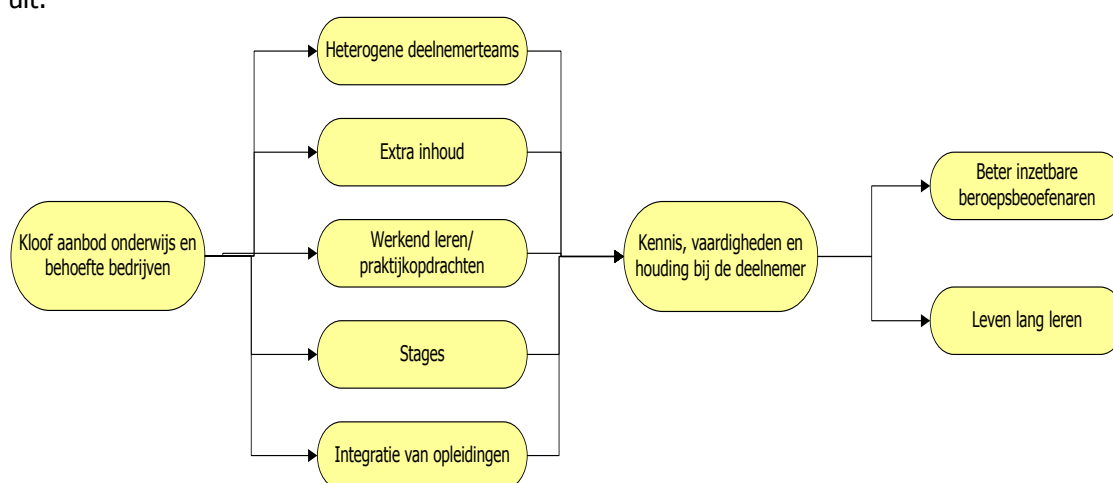 uit:
Heterogene deelnemerteams
Extra inhoud
Kloof aanbod onderwijs en
behoefte bedrijven
Werkend leren/
praktijkopdrachten
Stages
Integratie van opleidingen
Kennis, vaardigheden en
houding bij de deelnemer
Beter inzetbare
beroepsbeoefenaren
Leven lang leren